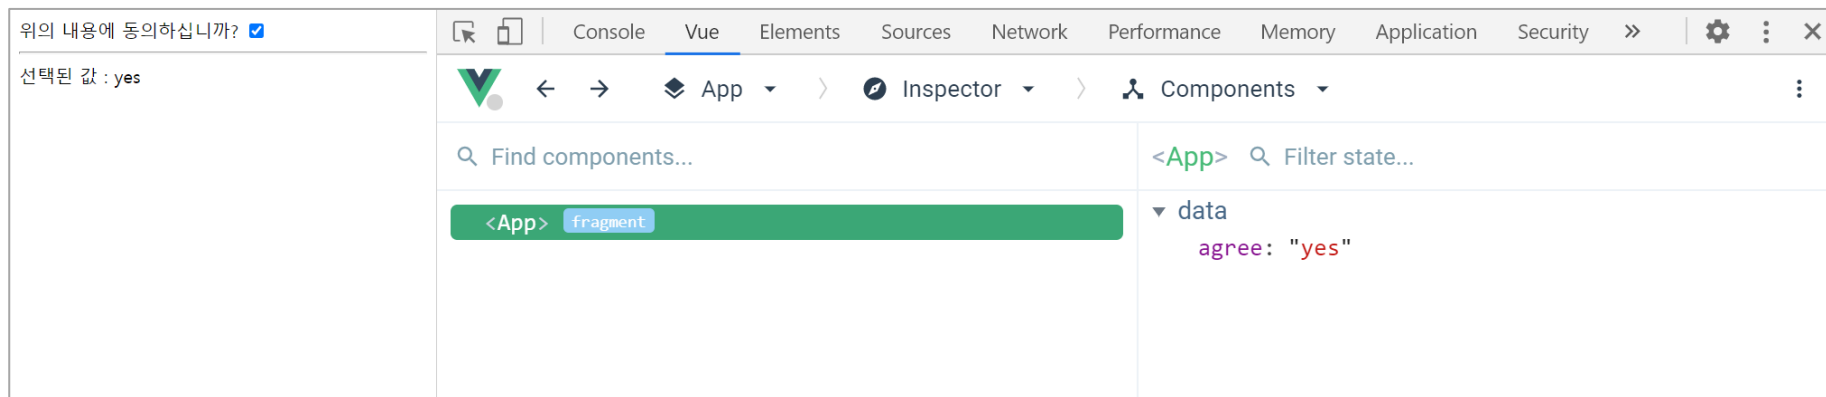 위의 내용에 동의하십니까?
선택된 값 : yes
Console Vue Elements Sources Network Performance Memory Application Security
App Inspector Components
Find components...
<App> Filter state...
<App> fragment
data
agree: "yes"